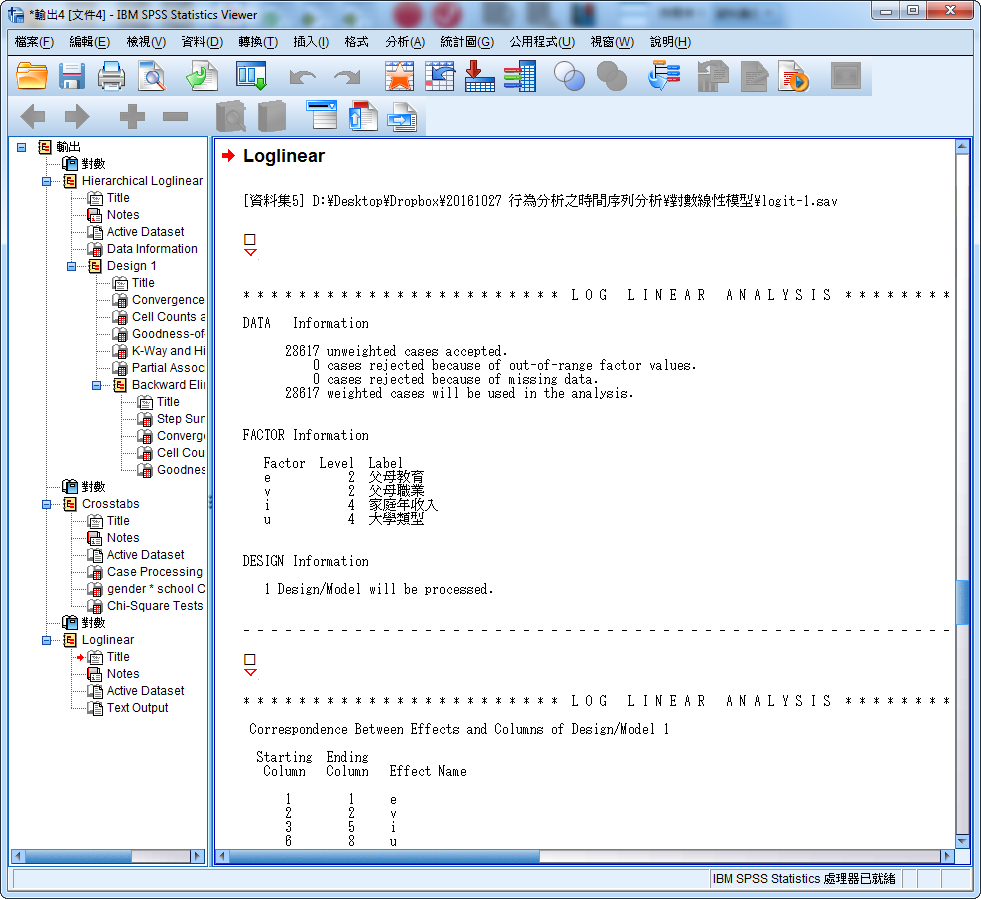 *輸出4 [文件4] - IBM SPSS Statistics Viewer
檔案(F) 編輯(E) 檢視(V) 資料(D) 轉換(T) 插入(I) 格式 分析(A) 統計圖(G) 公用程式(U) 視窗(W) 說明(H)
輸出
對數
Hierarchical Loglinear
Title
Notes
Active Dataset
Data Information
Design 1
Title
Convergence
Cell Counts a
Goodness-of
K-Way and Hi
Partial Assoc
Backward Elin
Title
Step Sum
Converge
Cell Cou
Goodnes
對數
Crosstabs
Title
Notes
Active Dataset
Case Processing
gender * school C
Chi-Square Tests
對數
Loglinear
Title
Notes
Active Dataset
Text Output
Loglinear
[資料集5] D:¥Desktop¥Dropbox¥20161027 行為分析之時間序列分析¥對數線性模型¥logit-1.sav
* * * * * * * * * * * * * * * * * * * * * * * L O G   L I N E A R   A N A L Y S I S * * * * * * * *
DATA   Information
28617 unweighted cases accepted.
0 cases rejected because of out-of-range factor values.
0 cases rejected because of missing data.
28617 weighted cases will be used in the analysis.
FACTOR Information
Factor  Level  Label
e 2 父母教育
v 2 父母職業
i 4 家庭年收入
u 4 大學類型
DESIGN Information
1 Design/Model will be processed.
- - - - - - - - - - - - - - - - - - - - - - - - - - - - - - - - - - - - - - - - - - - - - - - - - - -
* * * * * * * * * * * * * * * * * * * * * * * L O G   L I N E A R   A N A L Y S I S * * * * * * * *
Correspondence Between Effects and Columns of Design/Model 1
Starting  Ending
Column  Column  Effect Name
1 1 e
2 2 v
3 5 i
6 8 u
IBM SPSS Statistics 處理器已就緒